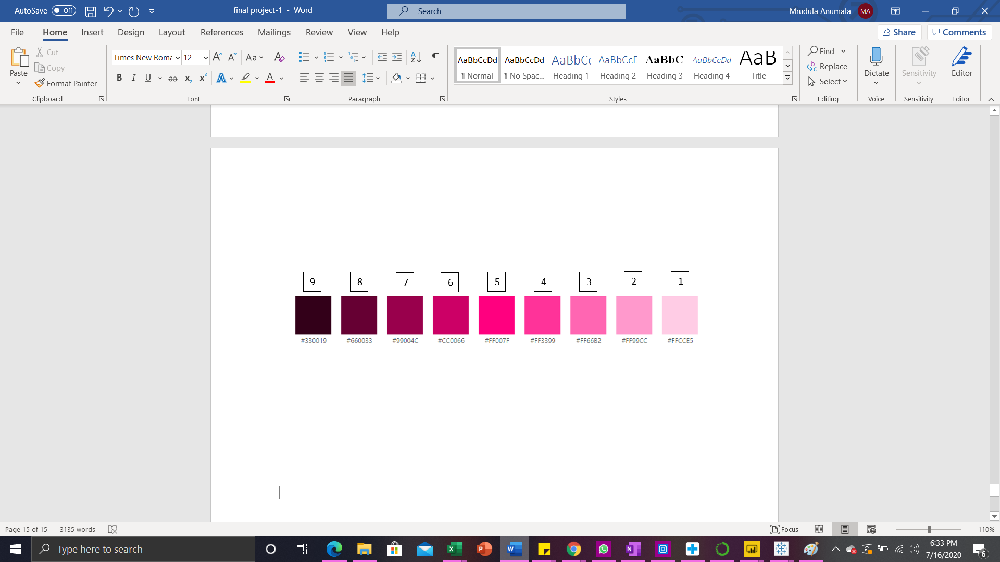 AutoSave Off final project-1 - Word Search Mrudula Anumala MA
File Home Insert Design Layout References Mailings Review View Help Share Comments
Cut
Copy
Format Painter
Paste
Clipboard
Times New Roma 12
Font
Paragraph
AaBbCcDd AaBbCcDd AaBbCc AaBbCcD AaBbC AaBbCcDd AaB
¶ Normal ¶ No Spac... Heading 1 Heading 2 Heading 3 Heading 4 Title
Styles
Find
Replace
Select
Editing
Dictate
Voice
Sensitivity
Sensitivity
Editor
Editor
9 8 7 6 5 4 3 2 1
#330019 #660033 #99004C #CC0066 #FF007F #FF3399 #FF66B2 #FF99CC #FFCCE5
Page 15 of 15 3135 words Focus 110%
Type here to search
6:33 PM
7/16/2020
6